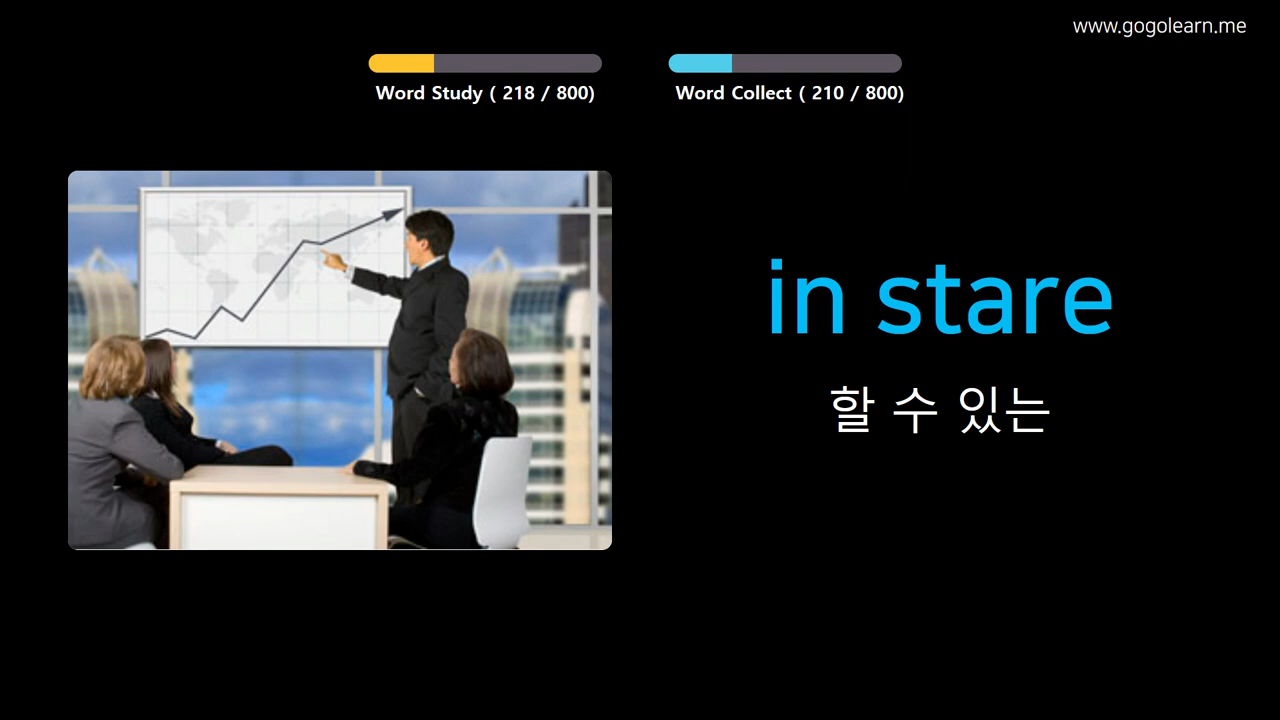 www.gogolearn.me
Word Study ( 218 / 800)
Word Collect ( 210 / 800)
in stare
할 수 있는